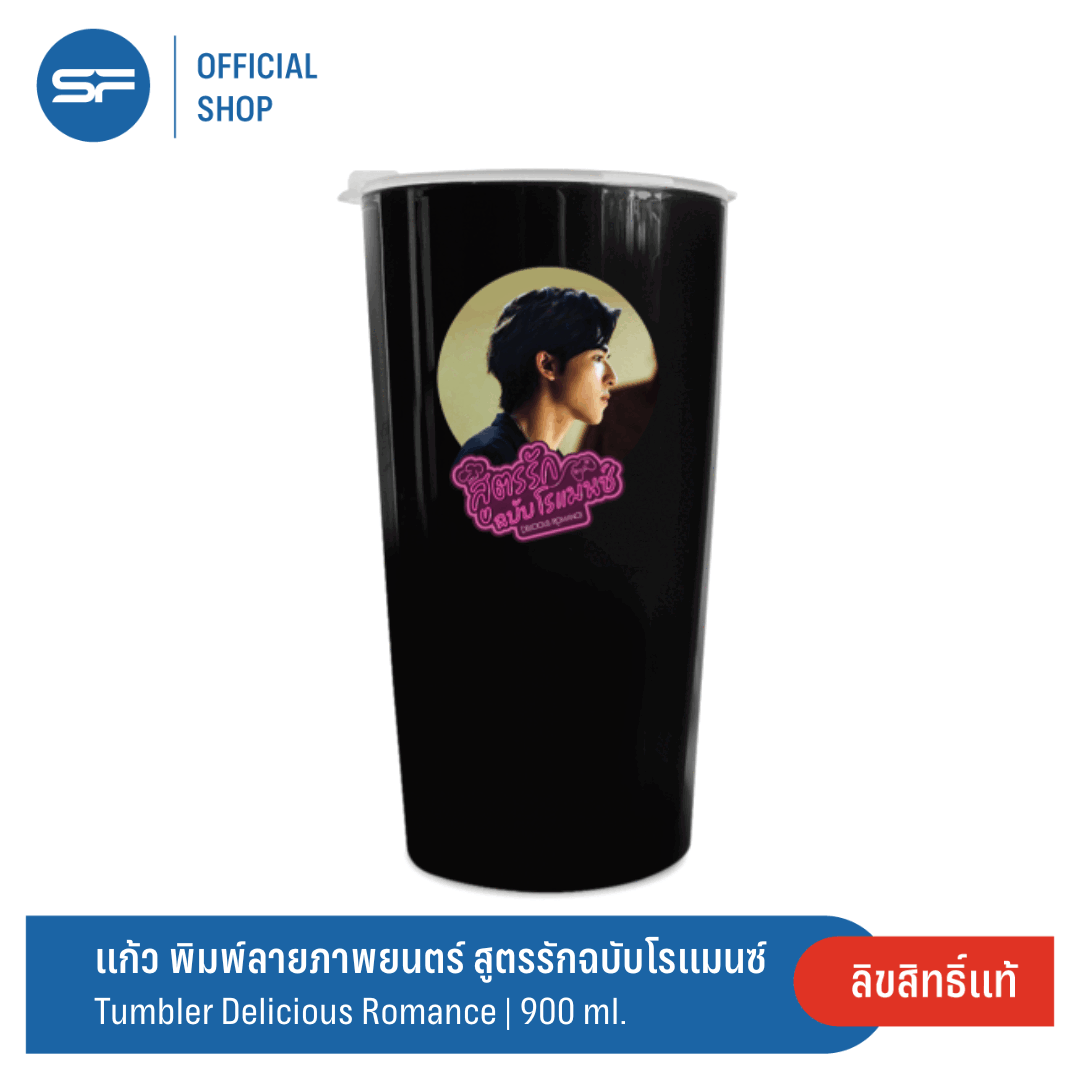 SF
OFFICIAL
SHOP
สูตรรัก
ฉบับโรแมนซ์
DELICIOUS ROMANCE
แก้ว พิมพ์ลายภาพยนตร์ สูตรรักฉบับโรแมนซ์
Tumbler Delicious Romance | 900 ml.
ลิขสิทธิ์แท้